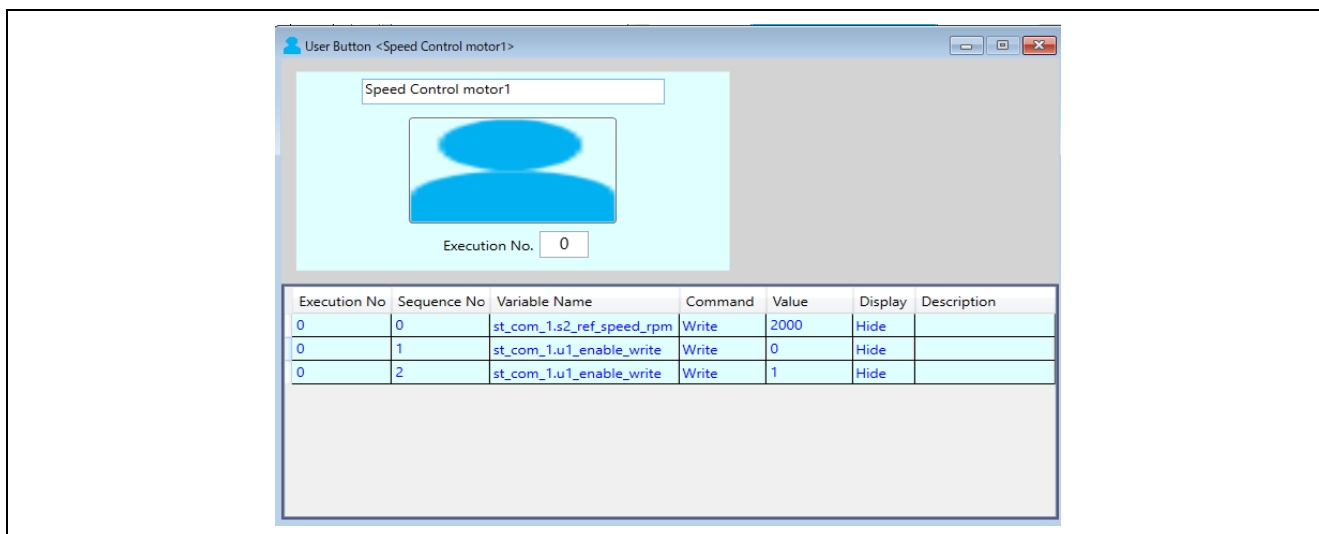 User Button <Speed Control motor1>
Speed Control motor1
Execution No. 0
Execution No Sequence No Variable Name Command Value Display Description
0 0 st_com_1.s2_ref_speed_rpm Write 2000 Hide
0 1 st_com_1.u1_enable_write Write 0 Hide
0 2 st_com_1.u1_enable_write Write 1 Hide